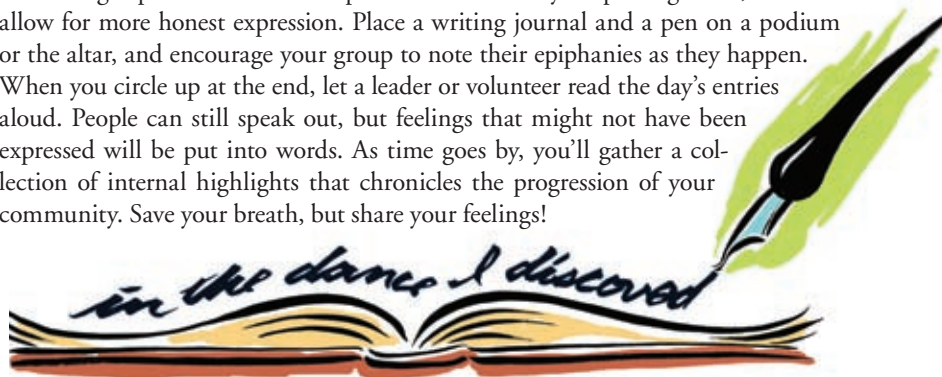 allow for more honest expression. Place a writing journal and a pen on a podium
or the altar, and encourage your group to note their epiphanies as they happen.
When you circle up at the end, let a leader or volunteer read the day's entries
aloud. People can still speak out, but feelings that might not have been
expressed will be put into words. As time goes by, you'll gather a col-
lection of internal highlights that chronicles the progression of your
community. Save your breath, but share your feelings!
in the dance I discovod